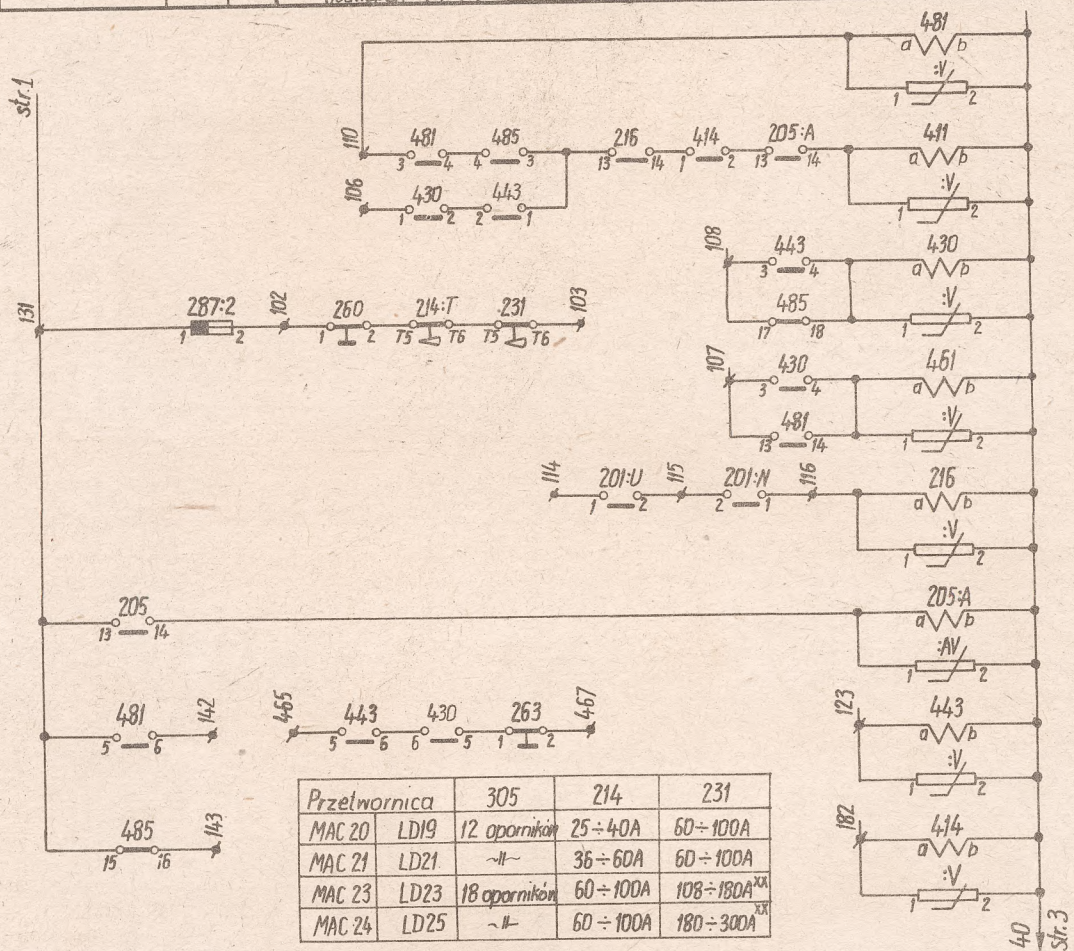 str.1
481
a b
:V
1 2
110
481
3 4
485
4 3
216
13 14
414
1 2
205:A
13 14
411
a b
:V
1 2
106
430
1 2
443
2 1
108
443
3 4
430
a b
485
17 18
:V
1 2
131
287:2
1 2
102
260
1 2
214:T
T5 T6
231
T5 T6
103
107
430
3 4
461
a b
481
13 14
:V
1 2
114
201:U
1 2
115
201:N
2 1
116
216
a b
:V
1 2
205
13 14
205:A
a b
:AV
1 2
481
5 6
142
465
443
5 6
430
6 5
263
1 2
467
123
443
a b
:V
1 2
485
15 16
143
182
414
a b
:V
1 2
Przetwornica 305 214 231
MAC 20 LD19 12 oporników 25÷40A 60÷100A
MAC 21 LD21 ~11~ 36÷60A 60÷100A
MAC 23 LD23 18 oporników 60÷100A 108÷180A xx
MAC 24 LD25 ~11~ 60÷100A 180÷300A xx
40
Str.3